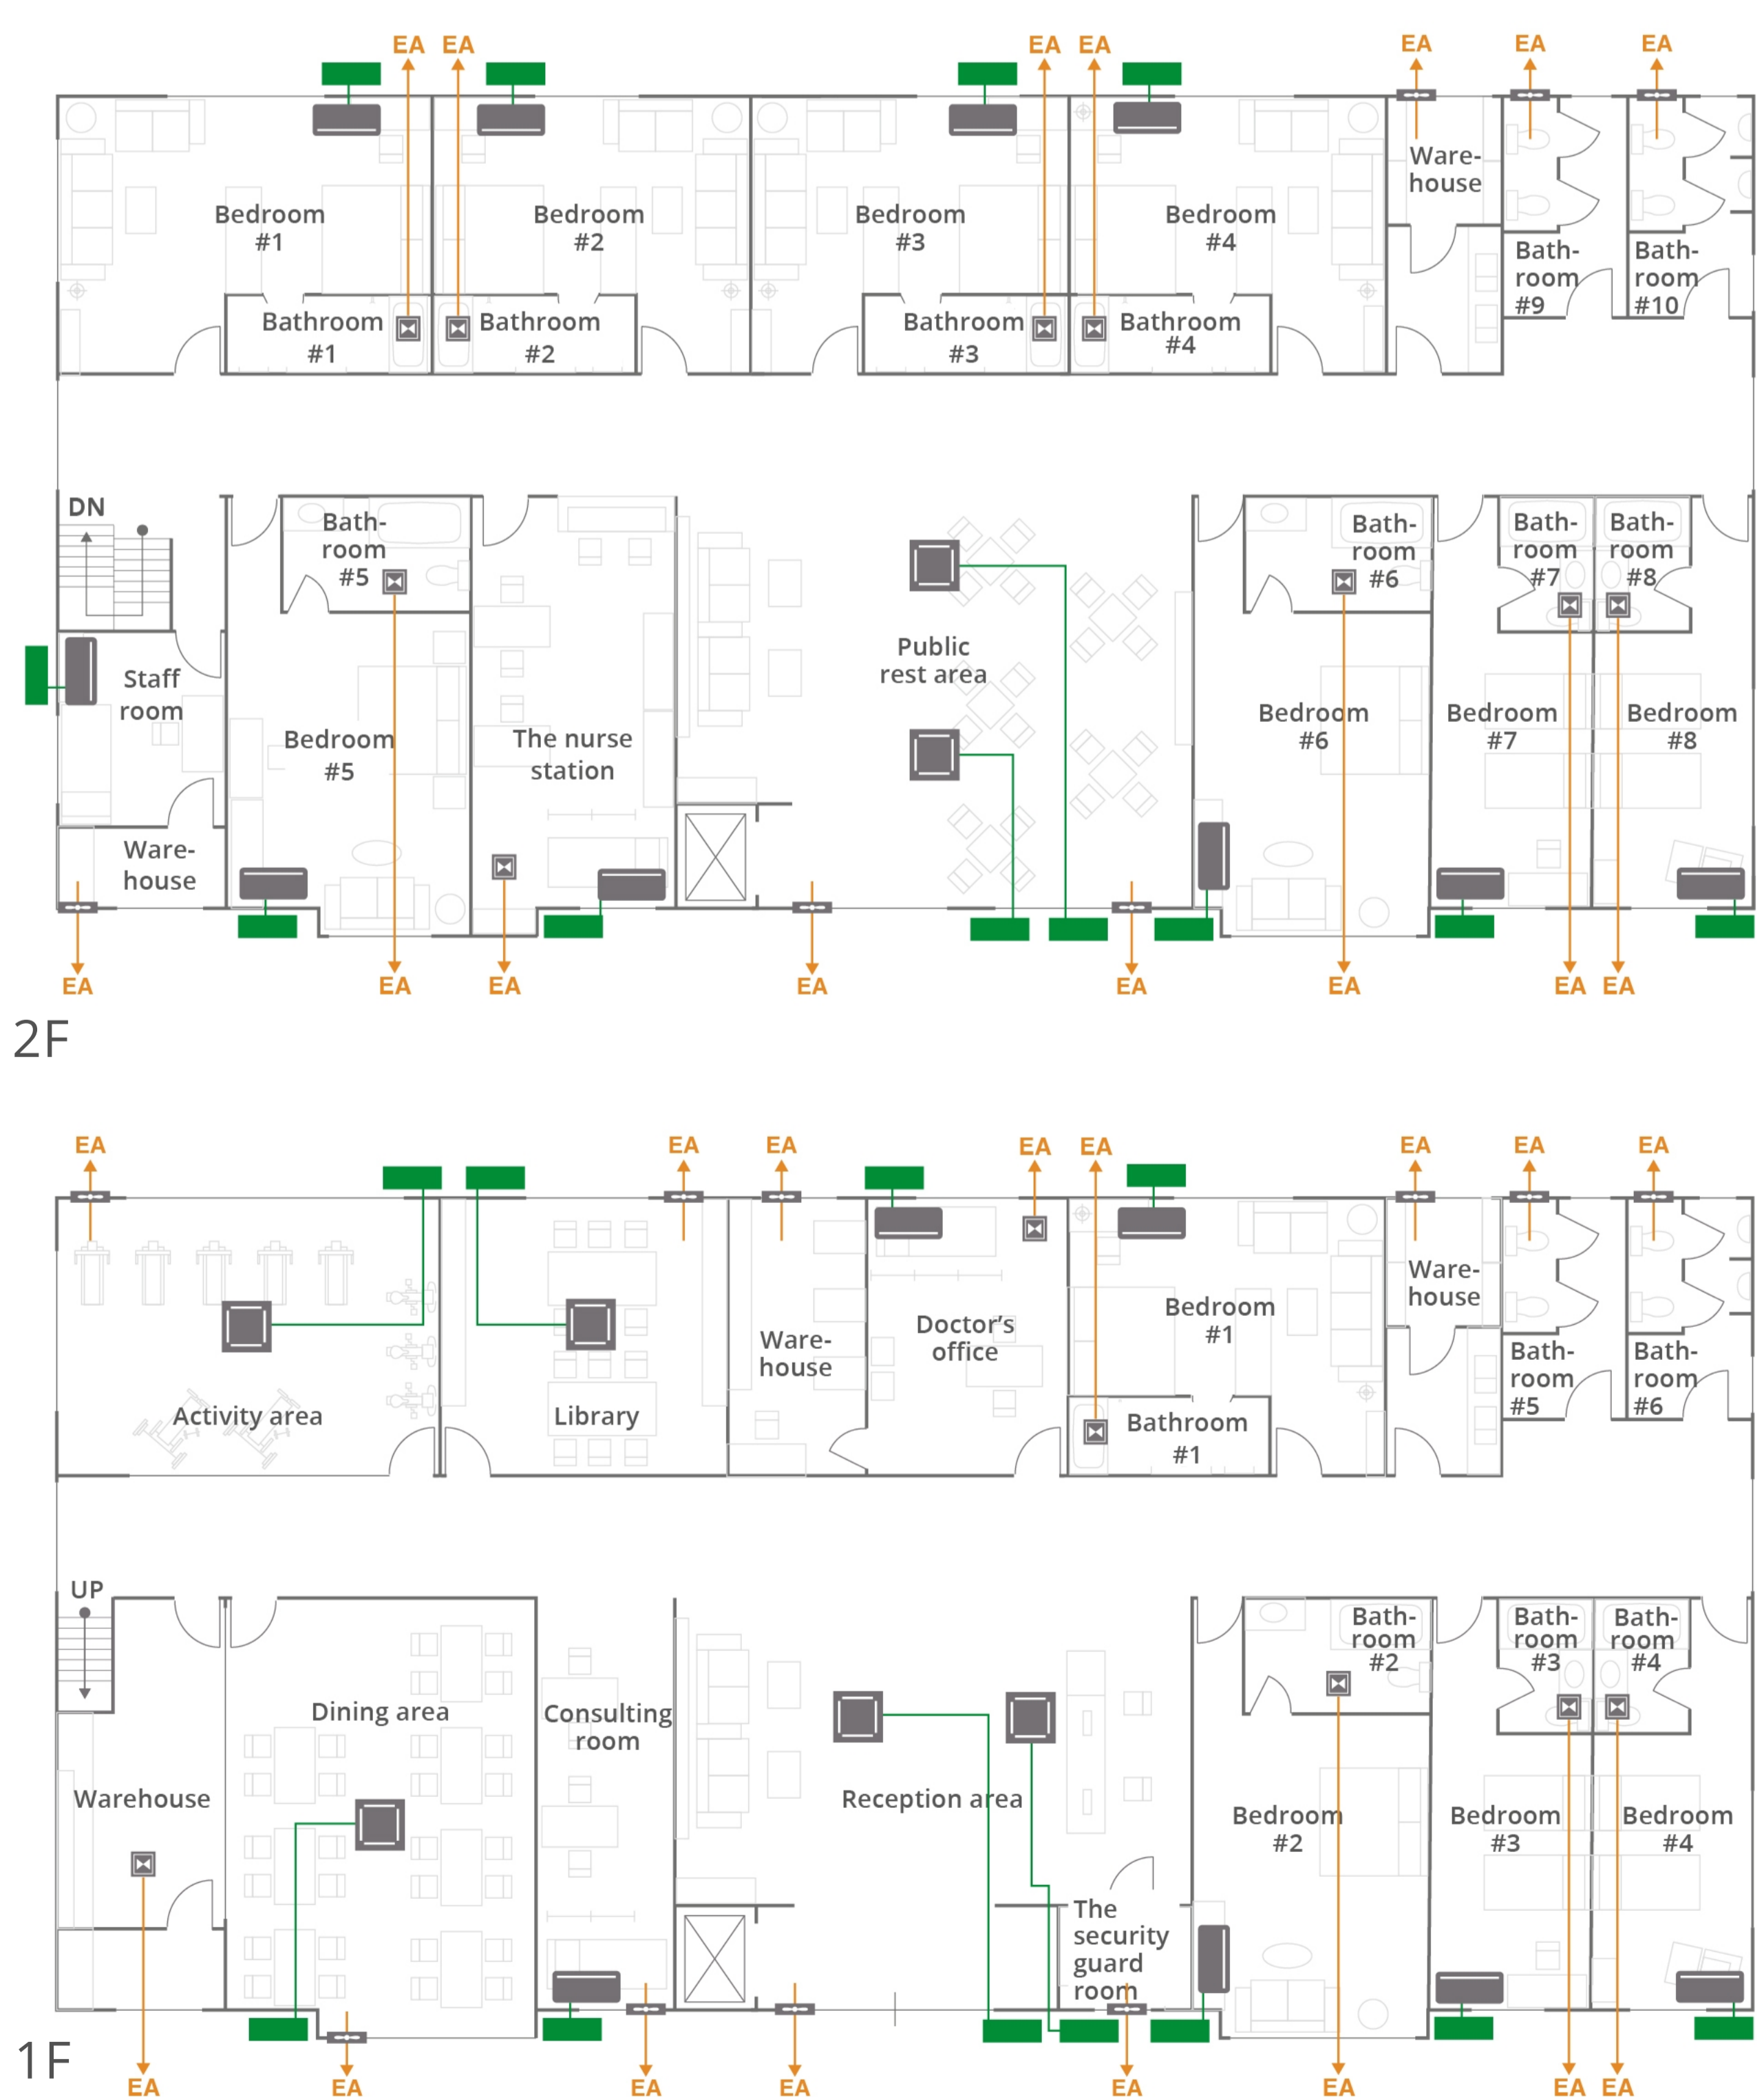 EA EA EA EA EA EA EA
Ware-
house
Bedroom
#1
Bedroom
#2
Bedroom
#3
Bedroom
#4
Bath-
room
#9
Bath-
room
#10
Bathroom
#1
Bathroom
#2
Bathroom
#3
Bathroom
#4
DN
Bath-
room
#5
Bath-
room
#6
Bath-
room
#7
Bath-
room
#8
Staff
room
Public
rest area
Bedroom
#5
The nurse
station
Bedroom
#6
Bedroom
#7
Bedroom
#8
Ware-
house
EA EA EA EA EA EA EA EA
2F
EA EA EA EA EA EA EA EA
Ware-
house
Bedroom
#1
Doctor's
office
Ware-
house
Bath-
room
#5
Bath-
room
#6
Activity area
Library
Bathroom
#1
UP
Bath-
room
#2
Bath-
room
#3
Bath-
room
#4
Dining area
Consulting
room
Warehouse
Reception area
Bedroom
#2
Bedroom
#3
Bedroom
#4
The
security
guard
room
1F
EA EA EA EA EA EA EA EA